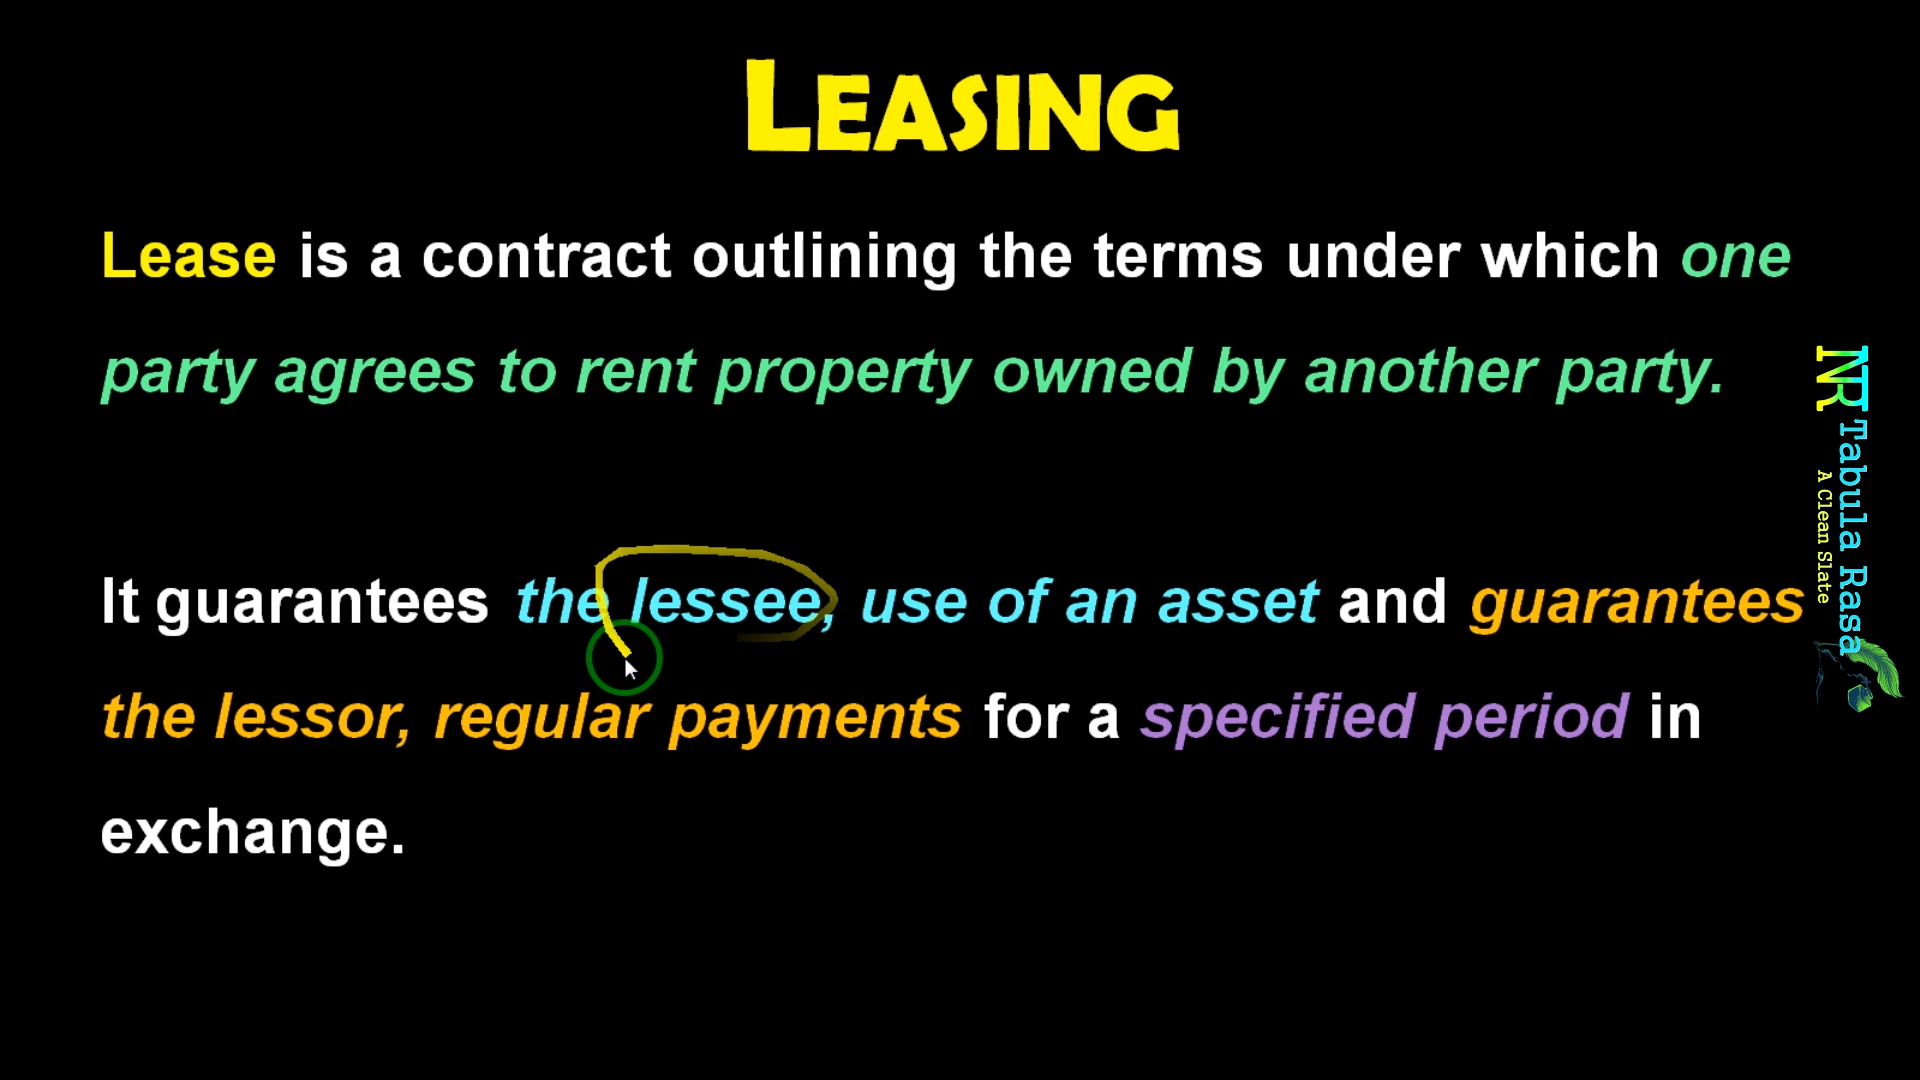 LEASING
Lease is a contract outlining the terms under which one
party agrees to rent property owned by another party.
It guarantees the lessee, use of an asset and guarantees
the lessor, regular payments for a specified period in
exchange.
NR Tabula Rasa
A Clean Slate